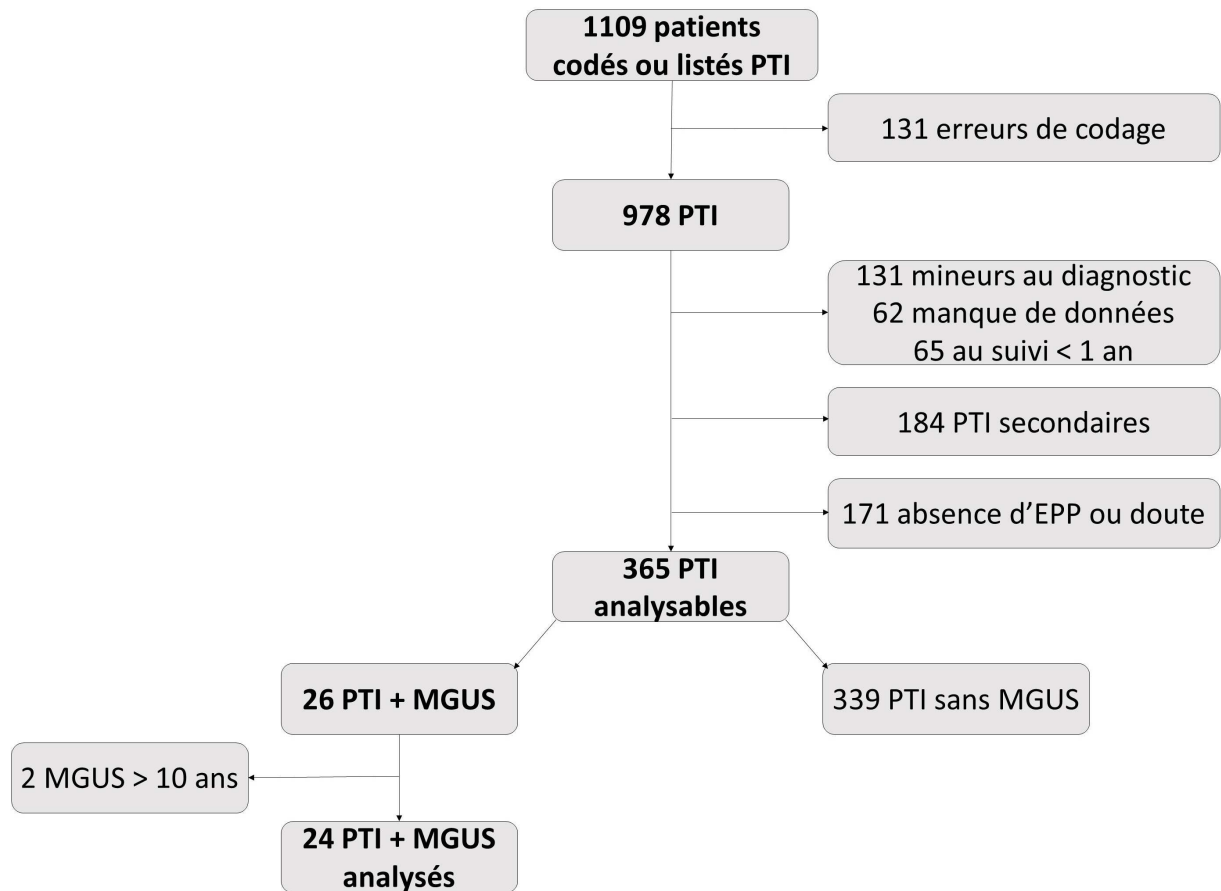 1109 patients
codés ou listés PTI
131 erreurs de codage
978 PTI
131 mineurs au diagnostic
62 manque de données
65 au suivi < 1 an
184 PTI secondaires
171 absence d’EPP ou doute
365 PTI
analysables
26 PTI + MGUS
339 PTI sans MGUS
2 MGUS > 10 ans
24 PTI + MGUS
analysés